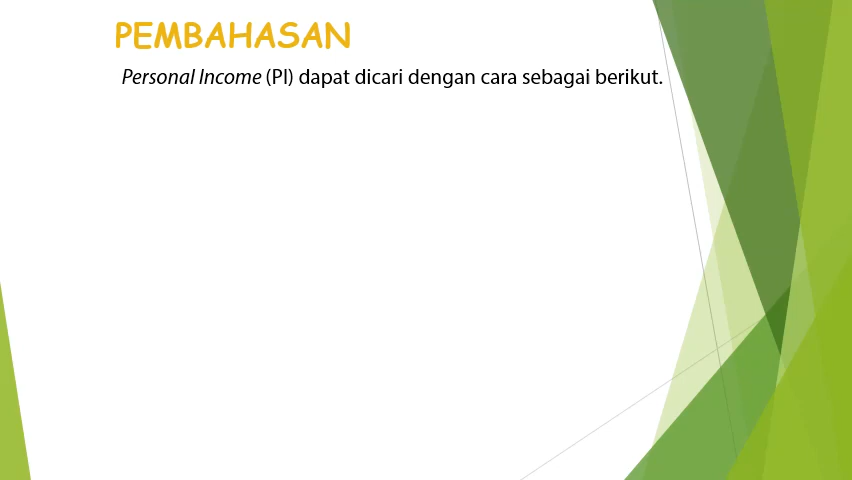 PEMBAHASAN
Personal Income (PI) dapat dicari dengan cara sebagai berikut.